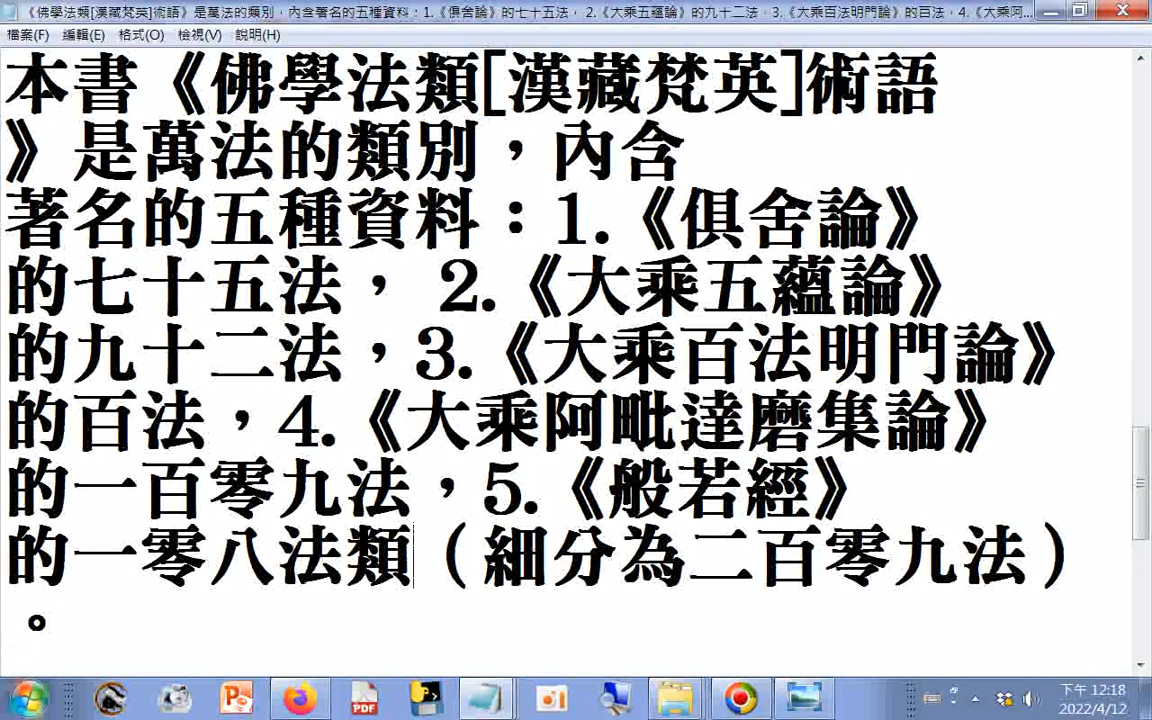 《佛學法類[漢藏梵英]術語》是萬法的類別，內含著名的五種資料：1.《俱舍論》的七十五法， 2.《大乘五蘊論》的九十二法，3.《大乘百法明門論》的百法，4.《大乘阿...
檔案(F) 編輯(E) 格式(O) 檢視(V) 說明(H)
本書《佛學法類[漢藏梵英]術語
》是萬法的類別，內含
著名的五種資料：1.《俱舍論》
的七十五法， 2.《大乘五蘊論》
的九十二法，3.《大乘百法明門論》
的百法，4.《大乘阿毗達磨集論》
的一百零九法，5.《般若經》
的一零八法類（細分為二百零九法）
。
PDF
下午 12:18
2022/4/12